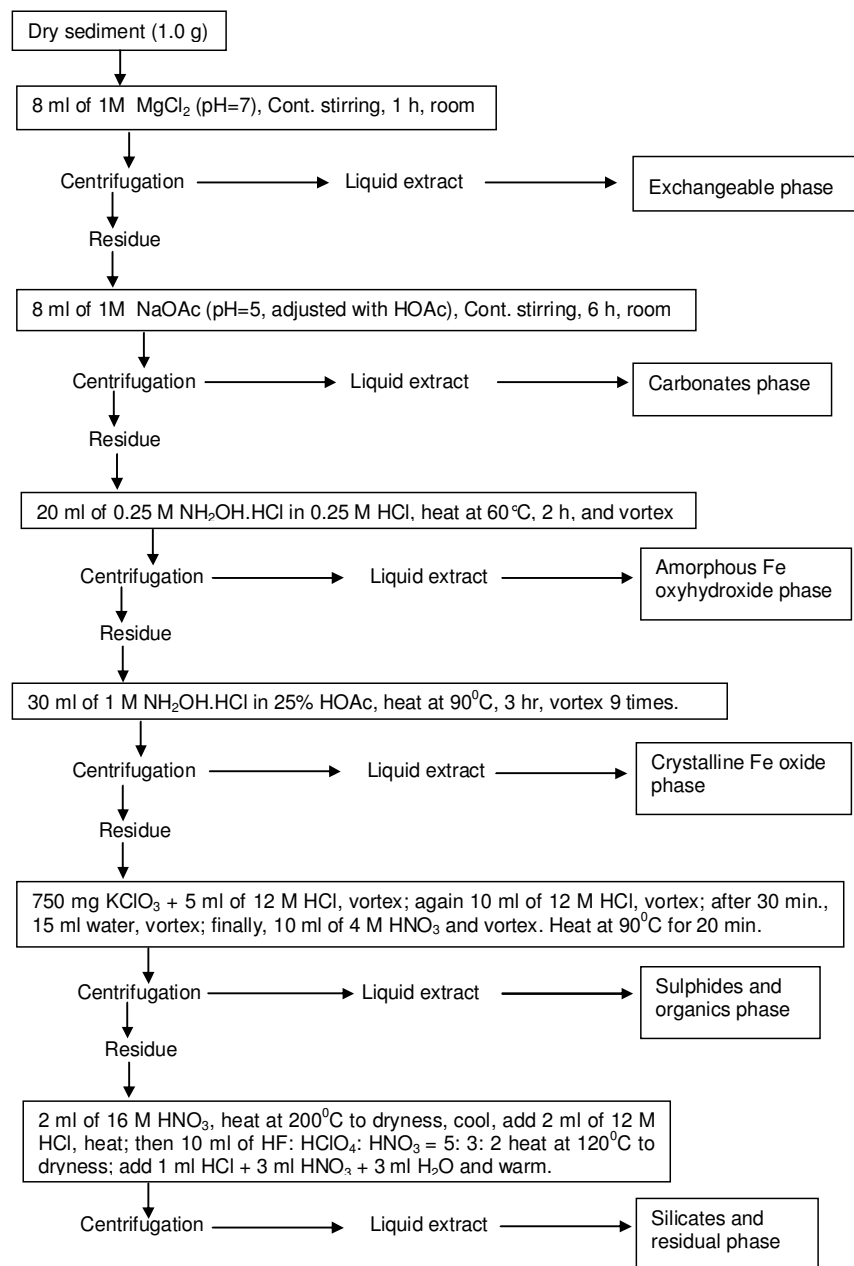 Dry sediment (1.0 g)
8 ml of 1M MgCl₂ (pH=7), Cont. stirring, 1 h, room
Centrifugation
Liquid extract
Exchangeable phase
Residue
8 ml of 1M NaOAc (pH=5, adjusted with HOAc), Cont. stirring, 6 h, room
Centrifugation
Liquid extract
Carbonates phase
Residue
20 ml of 0.25 M NH₂OH.HCl in 0.25 M HCl, heat at 60°C, 2 h, and vortex
Centrifugation
Liquid extract
Amorphous Fe
oxyhydroxide phase
Residue
30 ml of 1 M NH₂OH.HCl in 25% HOAc, heat at 90⁰C, 3 hr, vortex 9 times.
Centrifugation
Liquid extract
Crystalline Fe oxide
phase
Residue
750 mg KClO₃ + 5 ml of 12 M HCl, vortex; again 10 ml of 12 M HCl, vortex; after 30 min.,
15 ml water, vortex; finally, 10 ml of 4 M HNO₃ and vortex. Heat at 90⁰C for 20 min.
Centrifugation
Liquid extract
Sulphides and
organics phase
Residue
2 ml of 16 M HNO₃, heat at 200⁰C to dryness, cool, add 2 ml of 12 M
HCl, heat; then 10 ml of HF: HClO₄: HNO₃ = 5: 3: 2 heat at 120⁰C to
dryness; add 1 ml HCl + 3 ml HNO₃ + 3 ml H₂O and warm.
Centrifugation
Liquid extract
Silicates and
residual phase